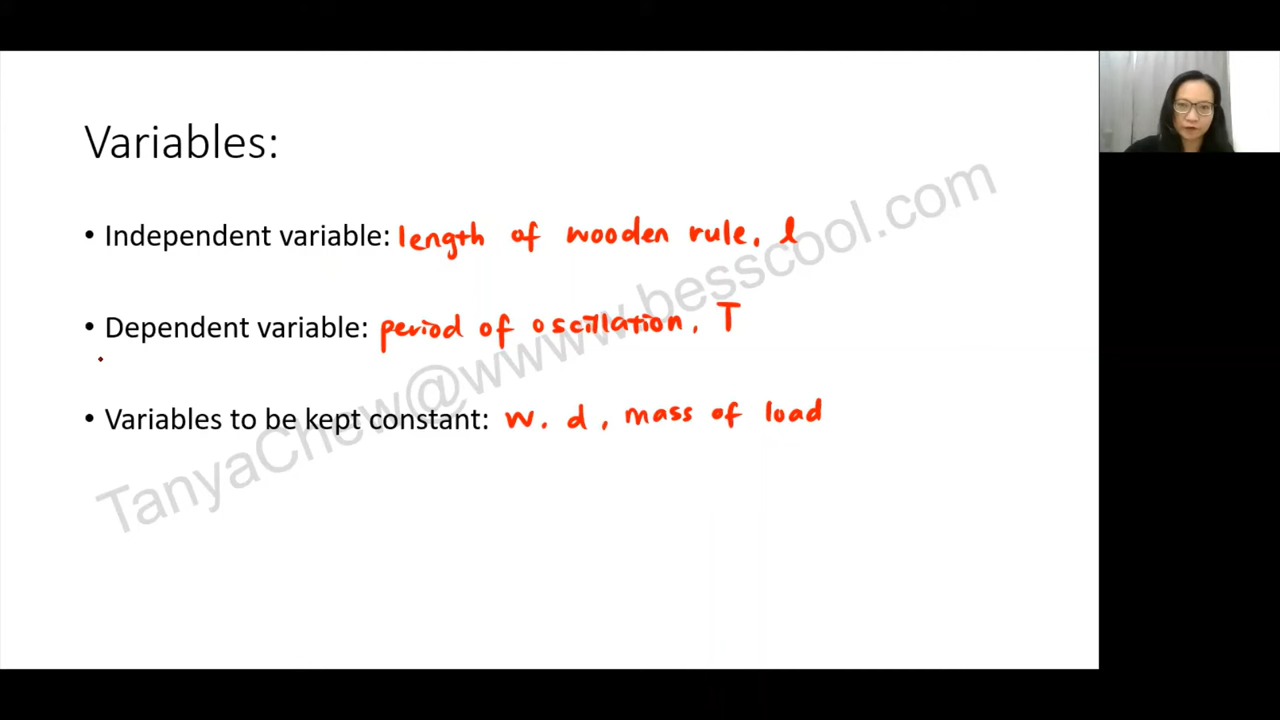 Variables:
• Independent variable: length of wooden rule, l
• Dependent variable: period of oscillation, T
• Variables to be kept constant: w, d, mass of load
TanyaChow@wwww.besscool.com